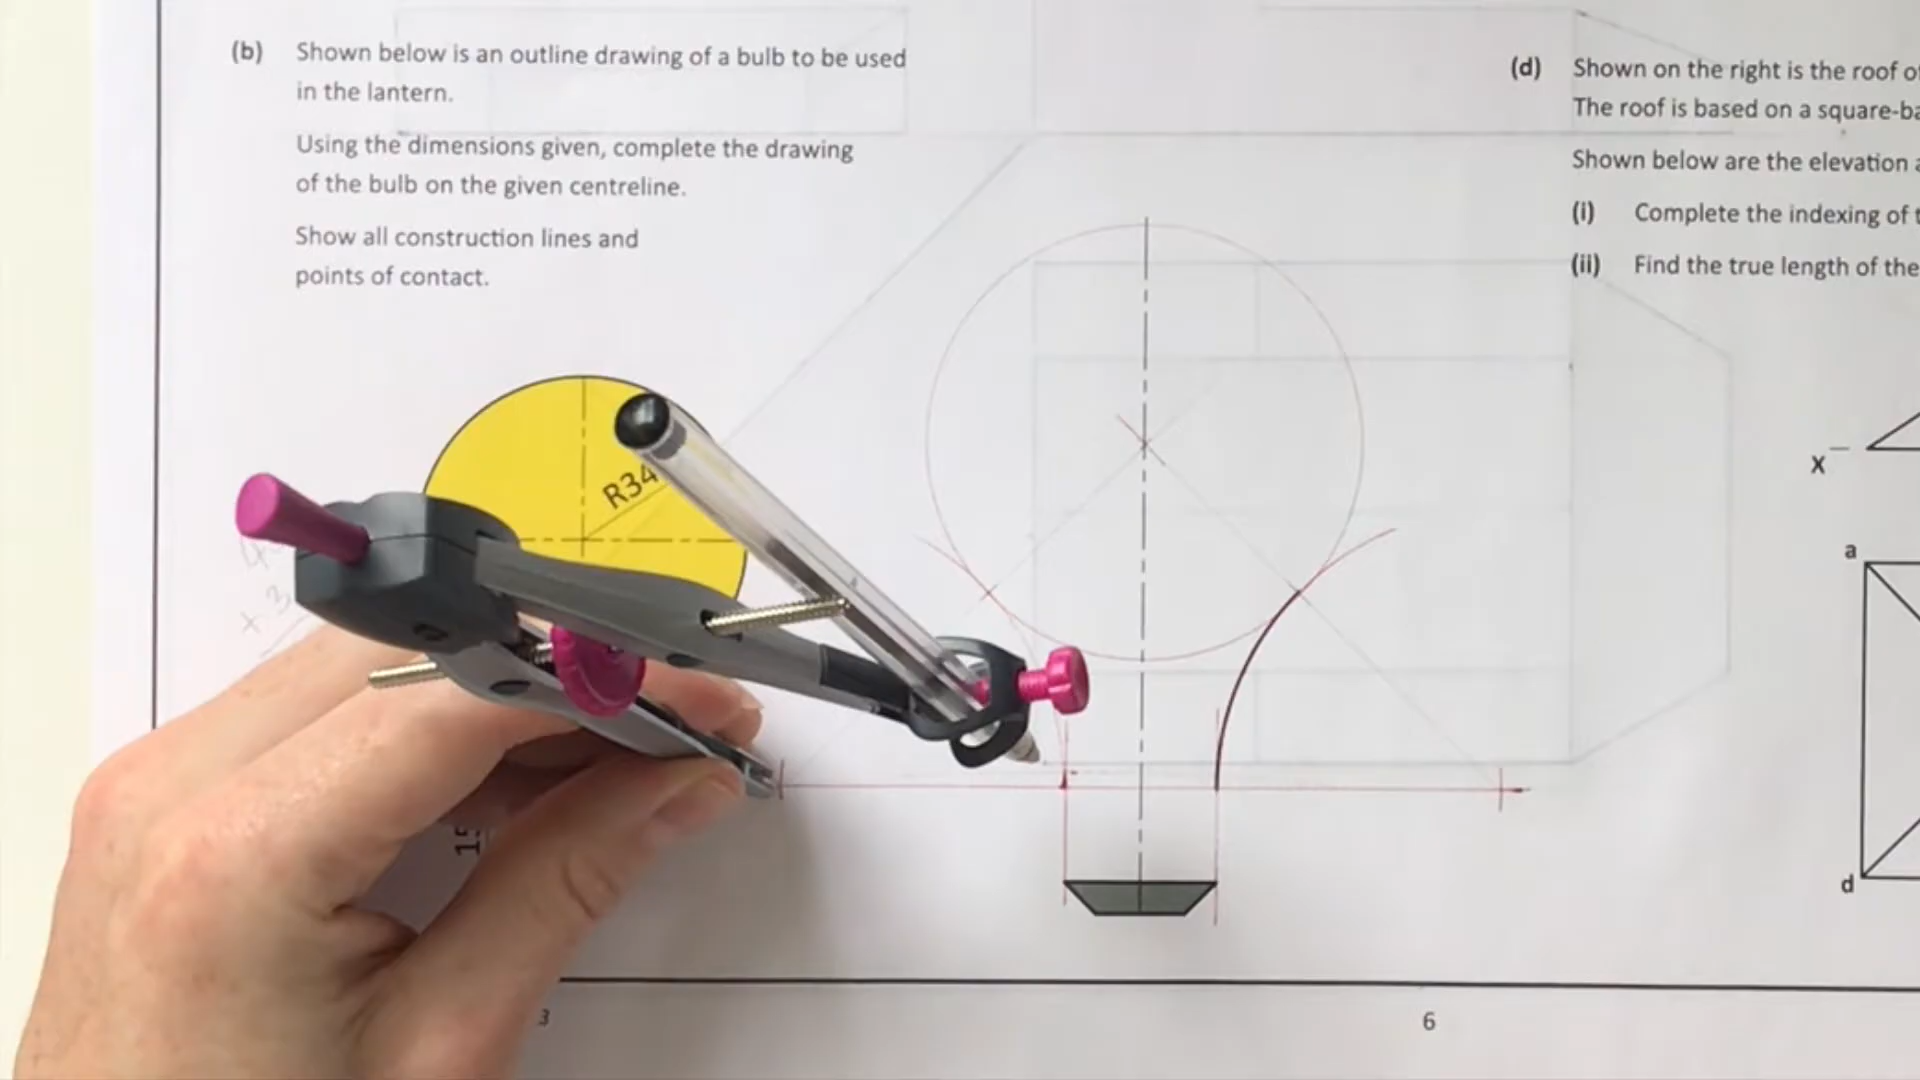 (b) Shown below is an outline drawing of a bulb to be used
in the lantern.
Using the dimensions given, complete the drawing
of the bulb on the given centreline.
Show all construction lines and
points of contact.
R34
(d) Shown on the right is the roof of
The roof is based on a square-ba
Shown below are the elevation a
(i) Complete the indexing of t
(ii) Find the true length of the
X
a
d
3
6